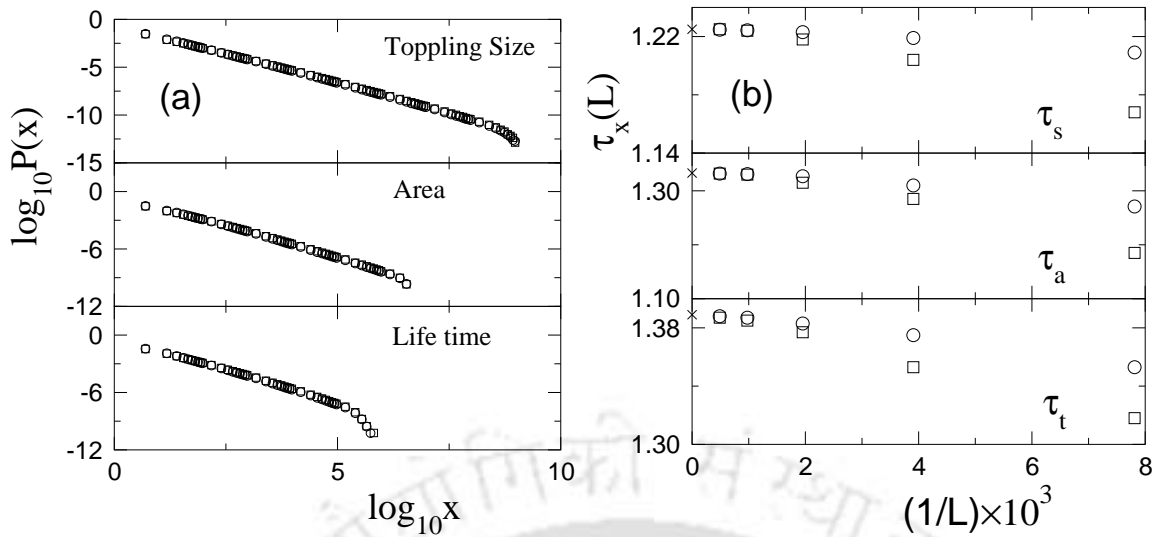 0
-5
-10
-15
Toppling Size
(a)
0
-6
-12
Area
0
-6
-12
Life time
0
5
10
log10x
log10P(x)
1.22
1.14
(b)
τs
1.30
1.10
τa
1.38
1.30
τt
0
2
4
6
8
(1/L)×10³
τx(L)